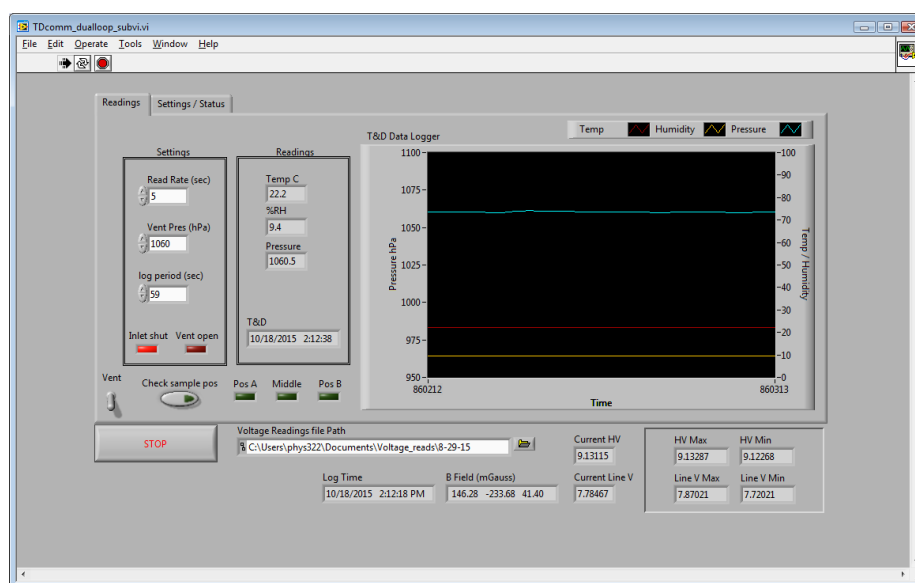 TDcomm_dualloop_subvi.vi
File Edit Operate Tools Window Help
Readings Settings / Status
T&D Data Logger
Temp Humidity Pressure
Settings
Read Rate (sec)
5
Vent Pres (hPa)
1060
log period (sec)
59
Inlet shut Vent open
Readings
Temp C
22.2
%RH
9.4
Pressure
1060.5
T&D
10/18/2015 2:12:38
1100
1075
1050
1025
1000
975
950
Pressure hPa
100
90
80
70
60
50
40
30
20
10
0
Temp / Humidity
860212 860313
Time
Vent
Check sample pos
Pos A Middle Pos B
STOP
Voltage Readings file Path
C:\Users\phys322\Documents\Voltage_reads\8-29-15
Log Time
10/18/2015 2:12:18 PM
B Field (mGauss)
146.28 -233.68 41.40
Current HV
9.13115
Current Line V
7.78467
HV Max HV Min
9.13287 9.12268
Line V Max Line V Min
7.87021 7.72021